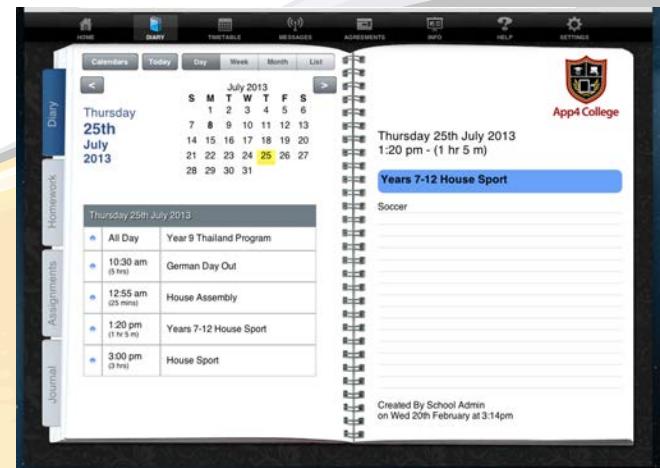 HOME DIARY TIMETABLE MESSAGES AGREEMENTS INFO HELP SETTINGS
Calendars Today Day Week Month List
< July 2013 >
S M T W T F S
1 2 3 4 5 6
7 8 9 10 11 12 13
14 15 16 17 18 19 20
21 22 23 24 25 26 27
28 29 30 31
Thursday
25th
July
2013
Diary
Homework
Assignments
Journal
Thursday 25th July 2013
All Day Year 9 Thailand Program
10:30 am German Day Out
(5 hrs)
12:55 am House Assembly
(25 mins)
1:20 pm Years 7-12 House Sport
(1 hr 5 m)
3:00 pm House Sport
(3 hrs)
App4 College
Thursday 25th July 2013
1:20 pm - (1 hr 5 m)
Years 7-12 House Sport
Soccer
Created By School Admin
on Wed 20th February at 3:14pm